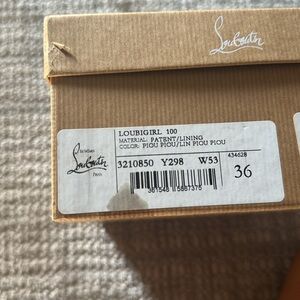 Louboutin
LOUBIGIRL 100
MATERIAL: PATENT/LINING
COLOR: PIOU PIOU/LIN PIOU PIOU
Christian
Louboutin
Paris
3210850 Y298 W53
434628
36